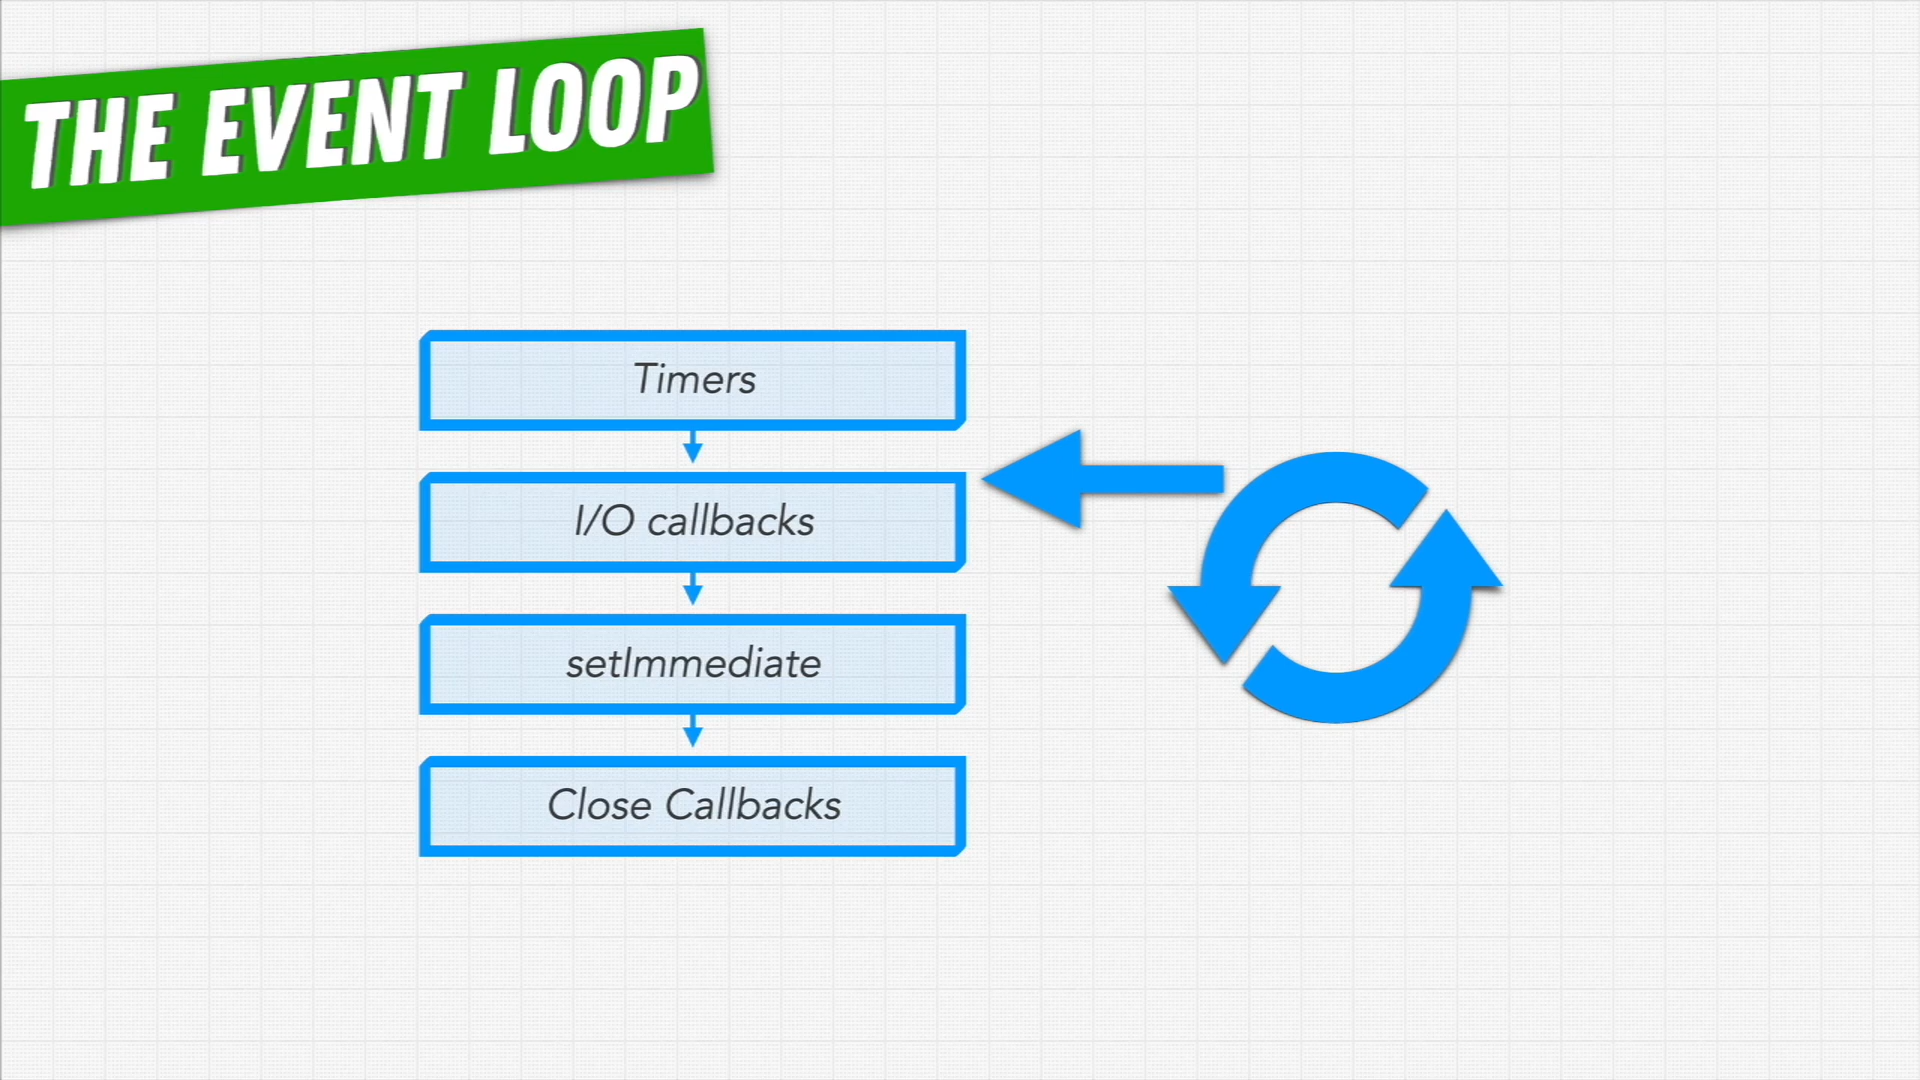 THE EVENT LOOP
Timers
I/O callbacks
setImmediate
Close Callbacks